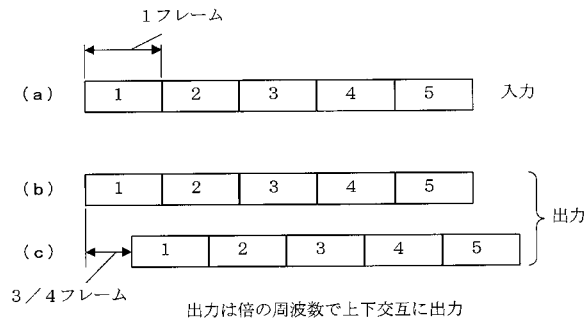 1フレーム
(a) 1 2 3 4 5 入力
(b) 1 2 3 4 5
出力
(c) 1 2 3 4 5
3/4フレーム
出力は倍の周波数で上下交互に出力